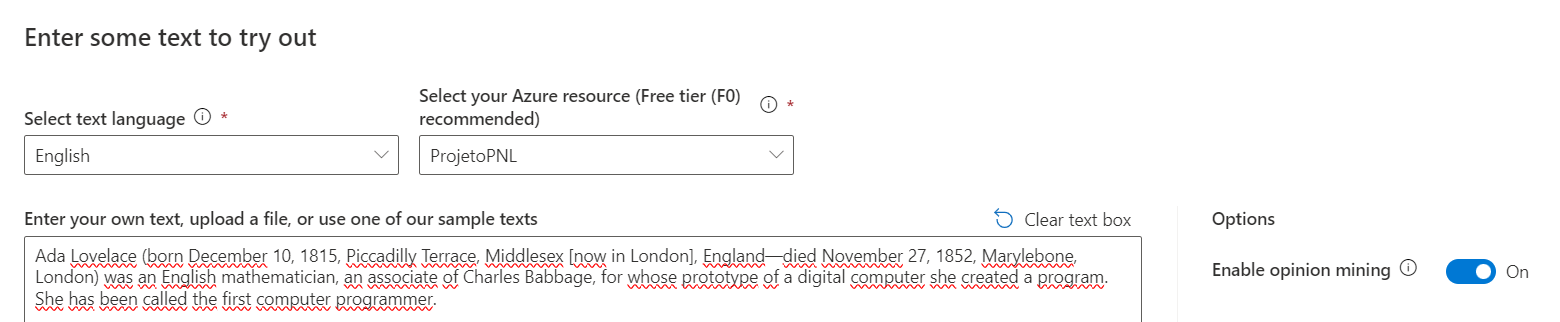 Enter some text to try out
Select text language *
Select your Azure resource (Free tier (F0)
recommended) *
English
ProjetoPNL
Enter your own text, upload a file, or use one of our sample texts
Clear text box
Ada Lovelace (born December 10, 1815, Piccadilly Terrace, Middlesex [now in London], England—died November 27, 1852, Marylebone,
London) was an English mathematician, an associate of Charles Babbage, for whose prototype of a digital computer she created a program.
She has been called the first computer programmer.
Options
Enable opinion mining
On